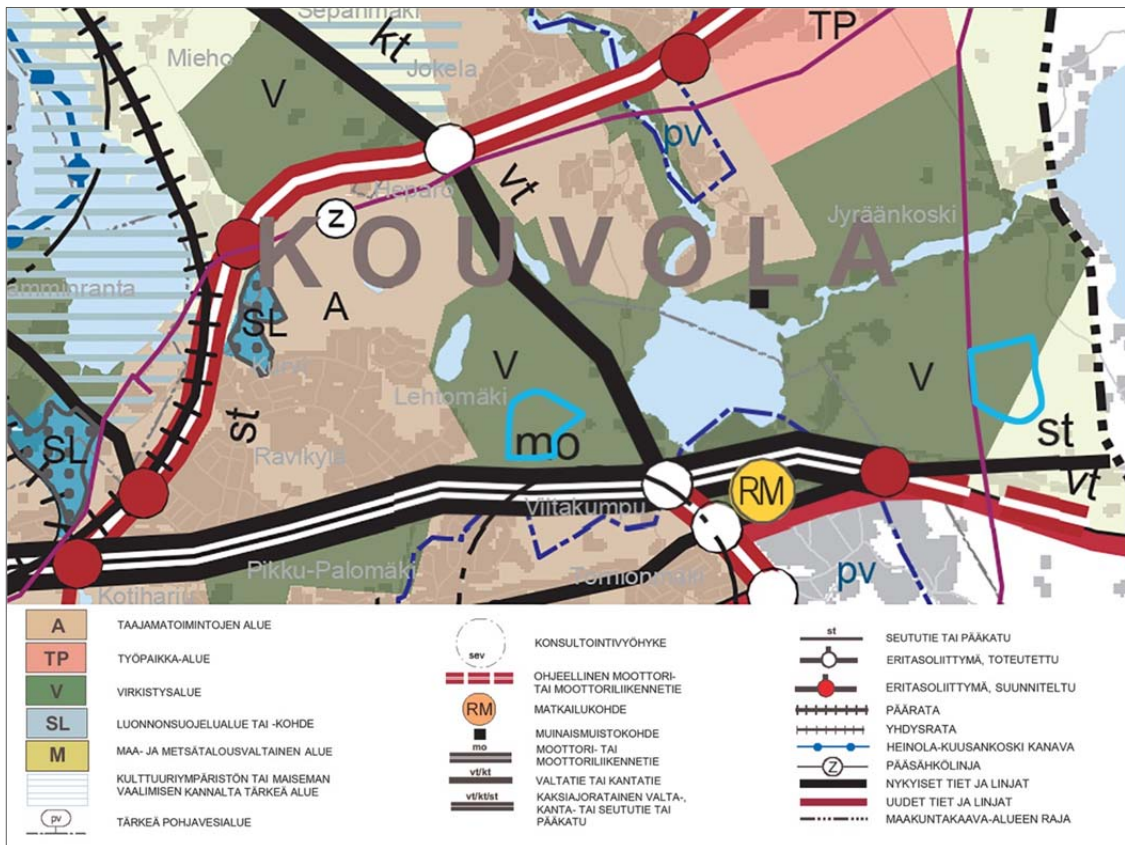 Sepänmäki
kt
TP
Mieho
Jokela
V
pv
vt
Heparo
Jyräänkoski
Z
KOUVOLA
amminranta
A
SL
V
V
Lehtomäki
st
mo
st
SL
Ravikylä
vt
RM
Viitakumpu
pv
Pikku-Palomäki
Tornionmäki
Kotiharju
A TAAJAMATOIMINTOJEN ALUE
TP TYÖPAIKKA-ALUE
V VIRKISTYSALUE
SL LUONNONSUOJELUALUE TAI -KOHDE
M MAA- JA METSÄTALOUSVALTAINEN ALUE
KULTTUURIYMPÄRISTÖN TAI MAISEMAN
VAALIMISEN KANNALTA TÄRKEÄ ALUE
pv TÄRKEÄ POHJAVESIALUE
sev KONSULTOINTIVYÖHYKE
OHJEELLINEN MOOTTORI-
TAI MOOTTORILIIKENNETIE
RM MATKAILUKOHDE
MUINAISMUISTOKOHDE
mo MOOTTORI- TAI
MOOTTORILIIKENNETIE
vt/kt VALTATIE TAI KANTATIE
vt/kt/st KAKSIAJORATAINEN VALTA-,
KANTA- TAI SEUTUTIE TAI
PÄÄKATU
st SEUTUTIE TAI PÄÄKATU
ERITASOLIITTYMÄ, TOTEUTETTU
ERITASOLIITTYMÄ, SUUNNITELTU
PÄÄRATA
YHDYSRATA
HEINOLA-KUUSANKOSKI KANAVA
Z PÄÄSÄHKÖLINJA
NYKYISET TIET JA LINJAT
UUDET TIET JA LINJAT
MAAKUNTAKAAVA-ALUEEN RAJA